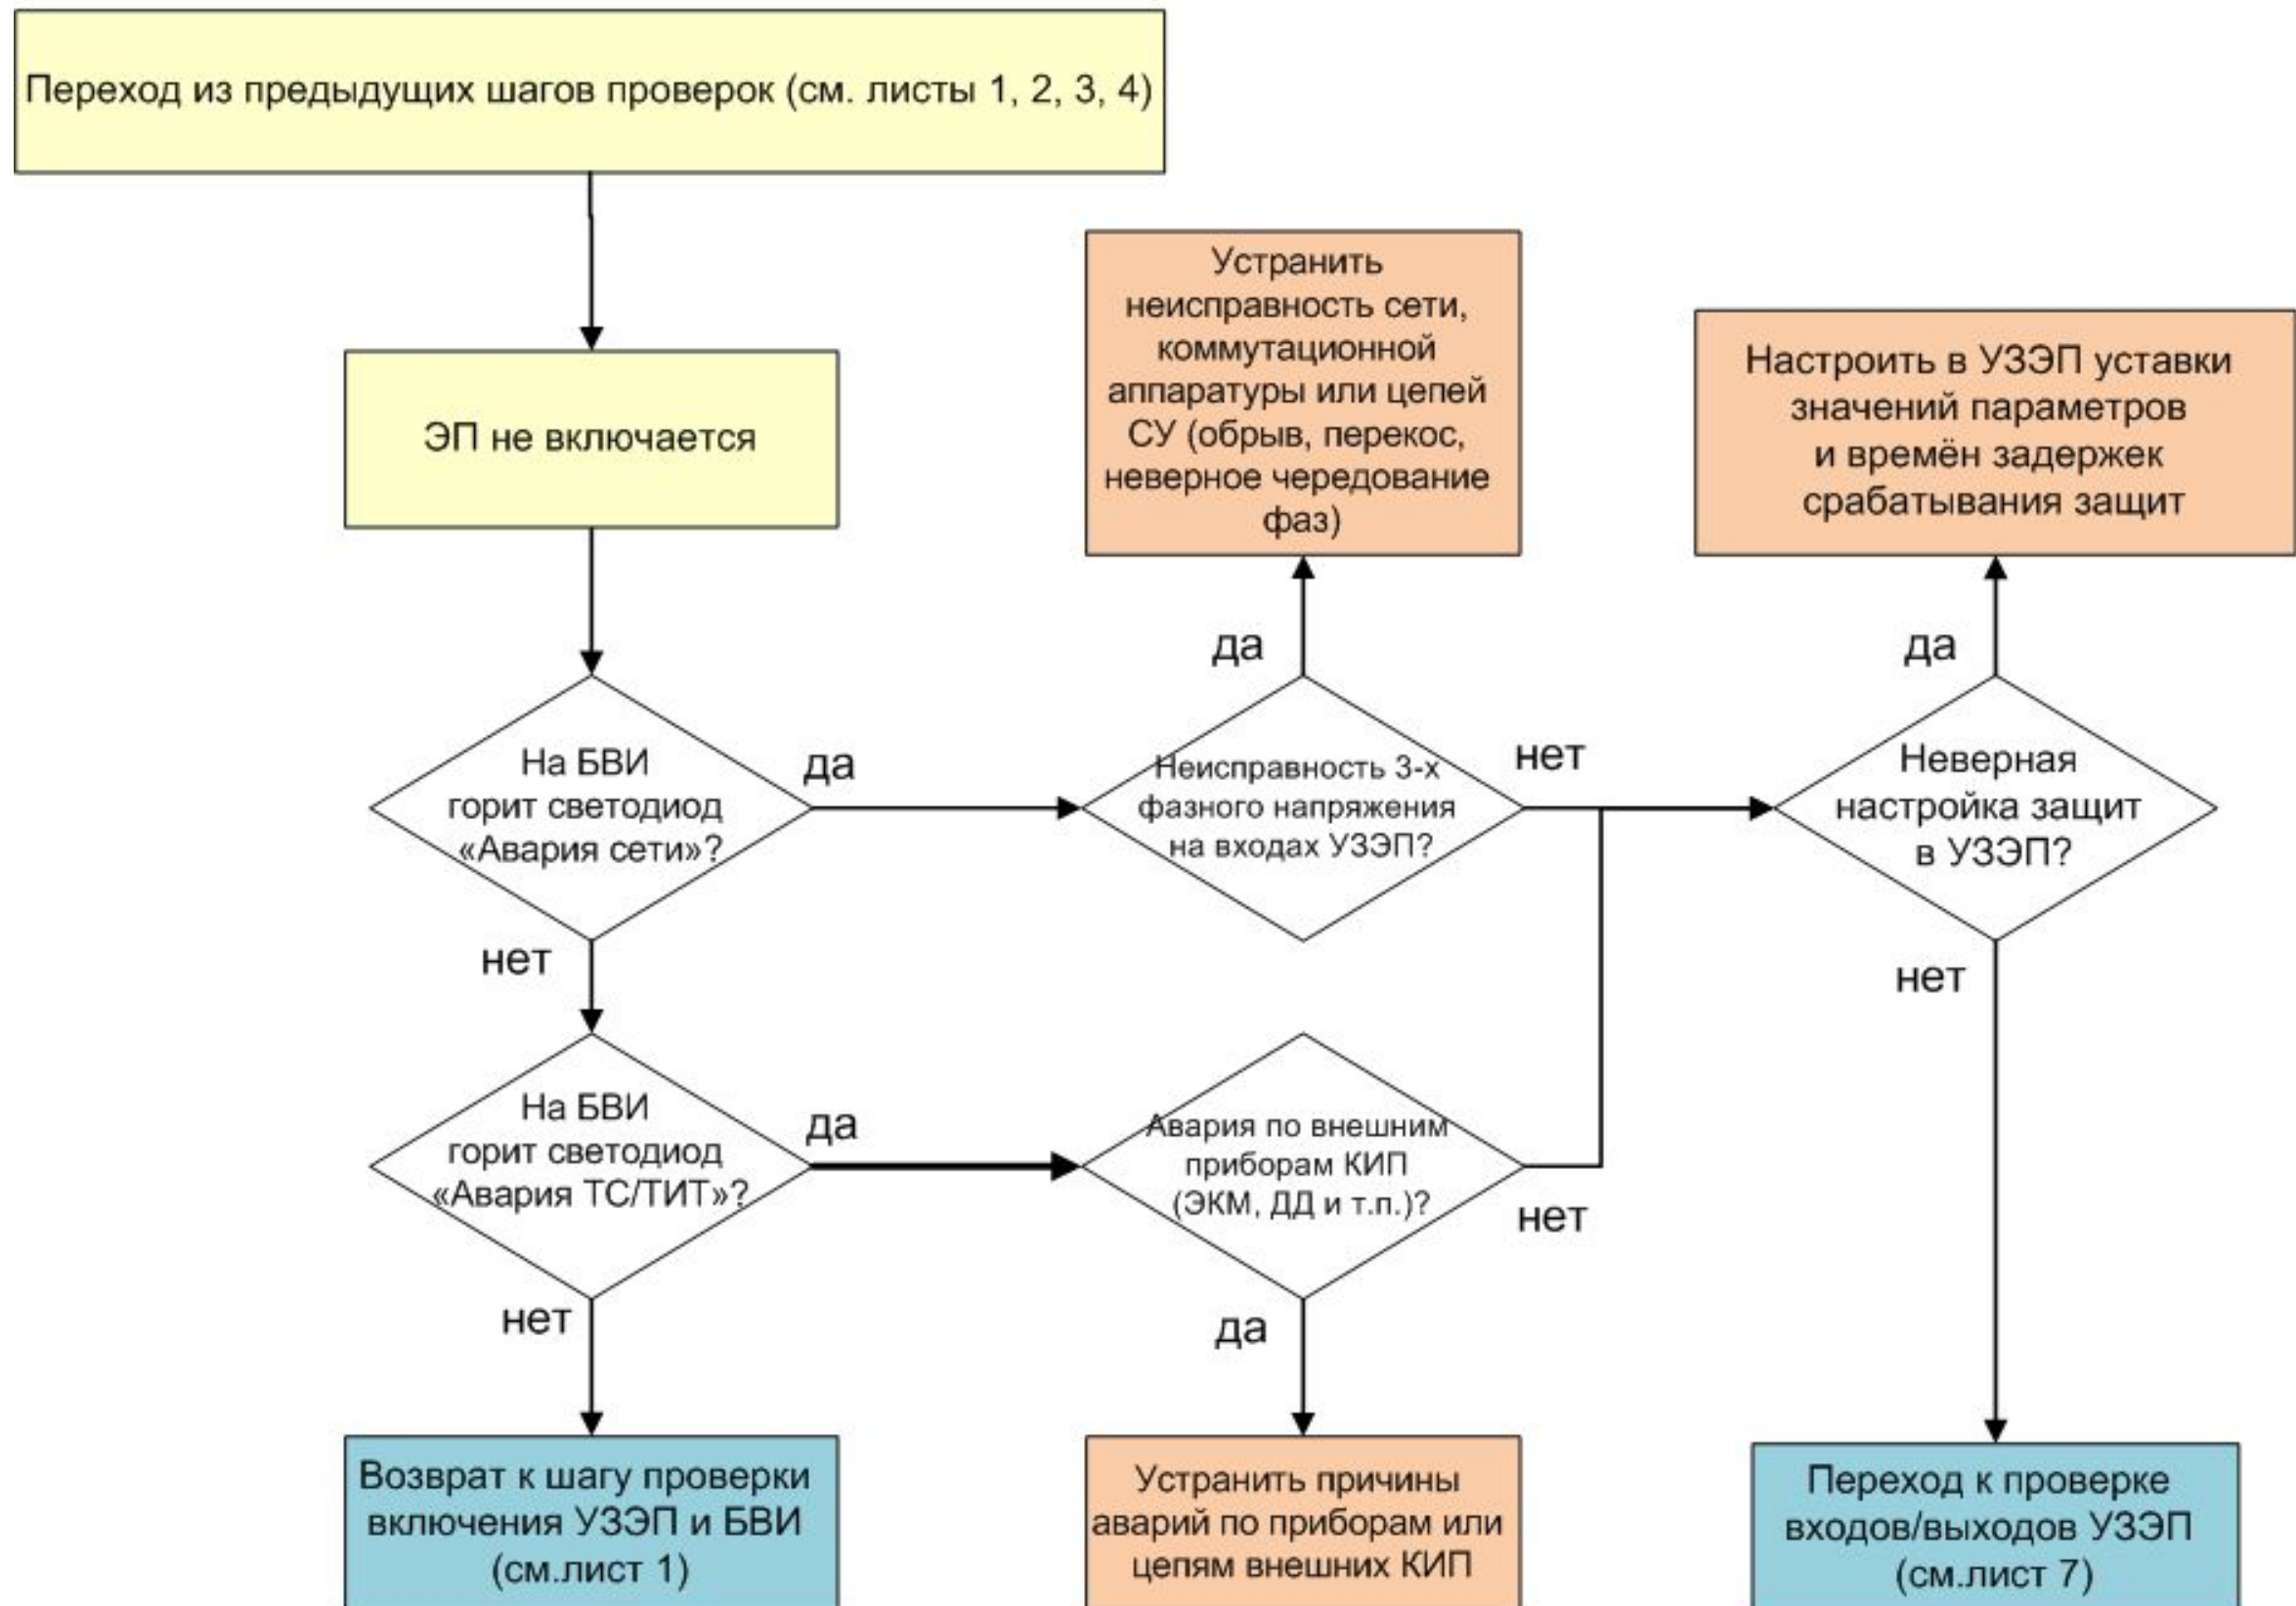 Переход из предыдущих шагов проверок (см. листы 1, 2, 3, 4)
ЭП не включается
Устранить
неисправность сети,
коммутационной
аппаратуры или цепей
СУ (обрыв, перекос,
неверное чередование
фаз)
Настроить в УЗЭП уставки
значений параметров
и времён задержек
срабатывания защит
да
да
На БВИ
горит светодиод
«Авария сети»?
да
Неисправность 3-х
фазного напряжения
на входах УЗЭП?
нет
Неверная
настройка защит
в УЗЭП?
нет
нет
На БВИ
горит светодиод
«Авария ТС/ТИТ»?
да
Авария по внешним
приборам КИП
(ЭКМ, ДД и т.п.)?
нет
нет
да
Возврат к шагу проверки
включения УЗЭП и БВИ
(см.лист 1)
Устранить причины
аварий по приборам или
цепям внешних КИП
Переход к проверке
входов/выходов УЗЭП
(см.лист 7)